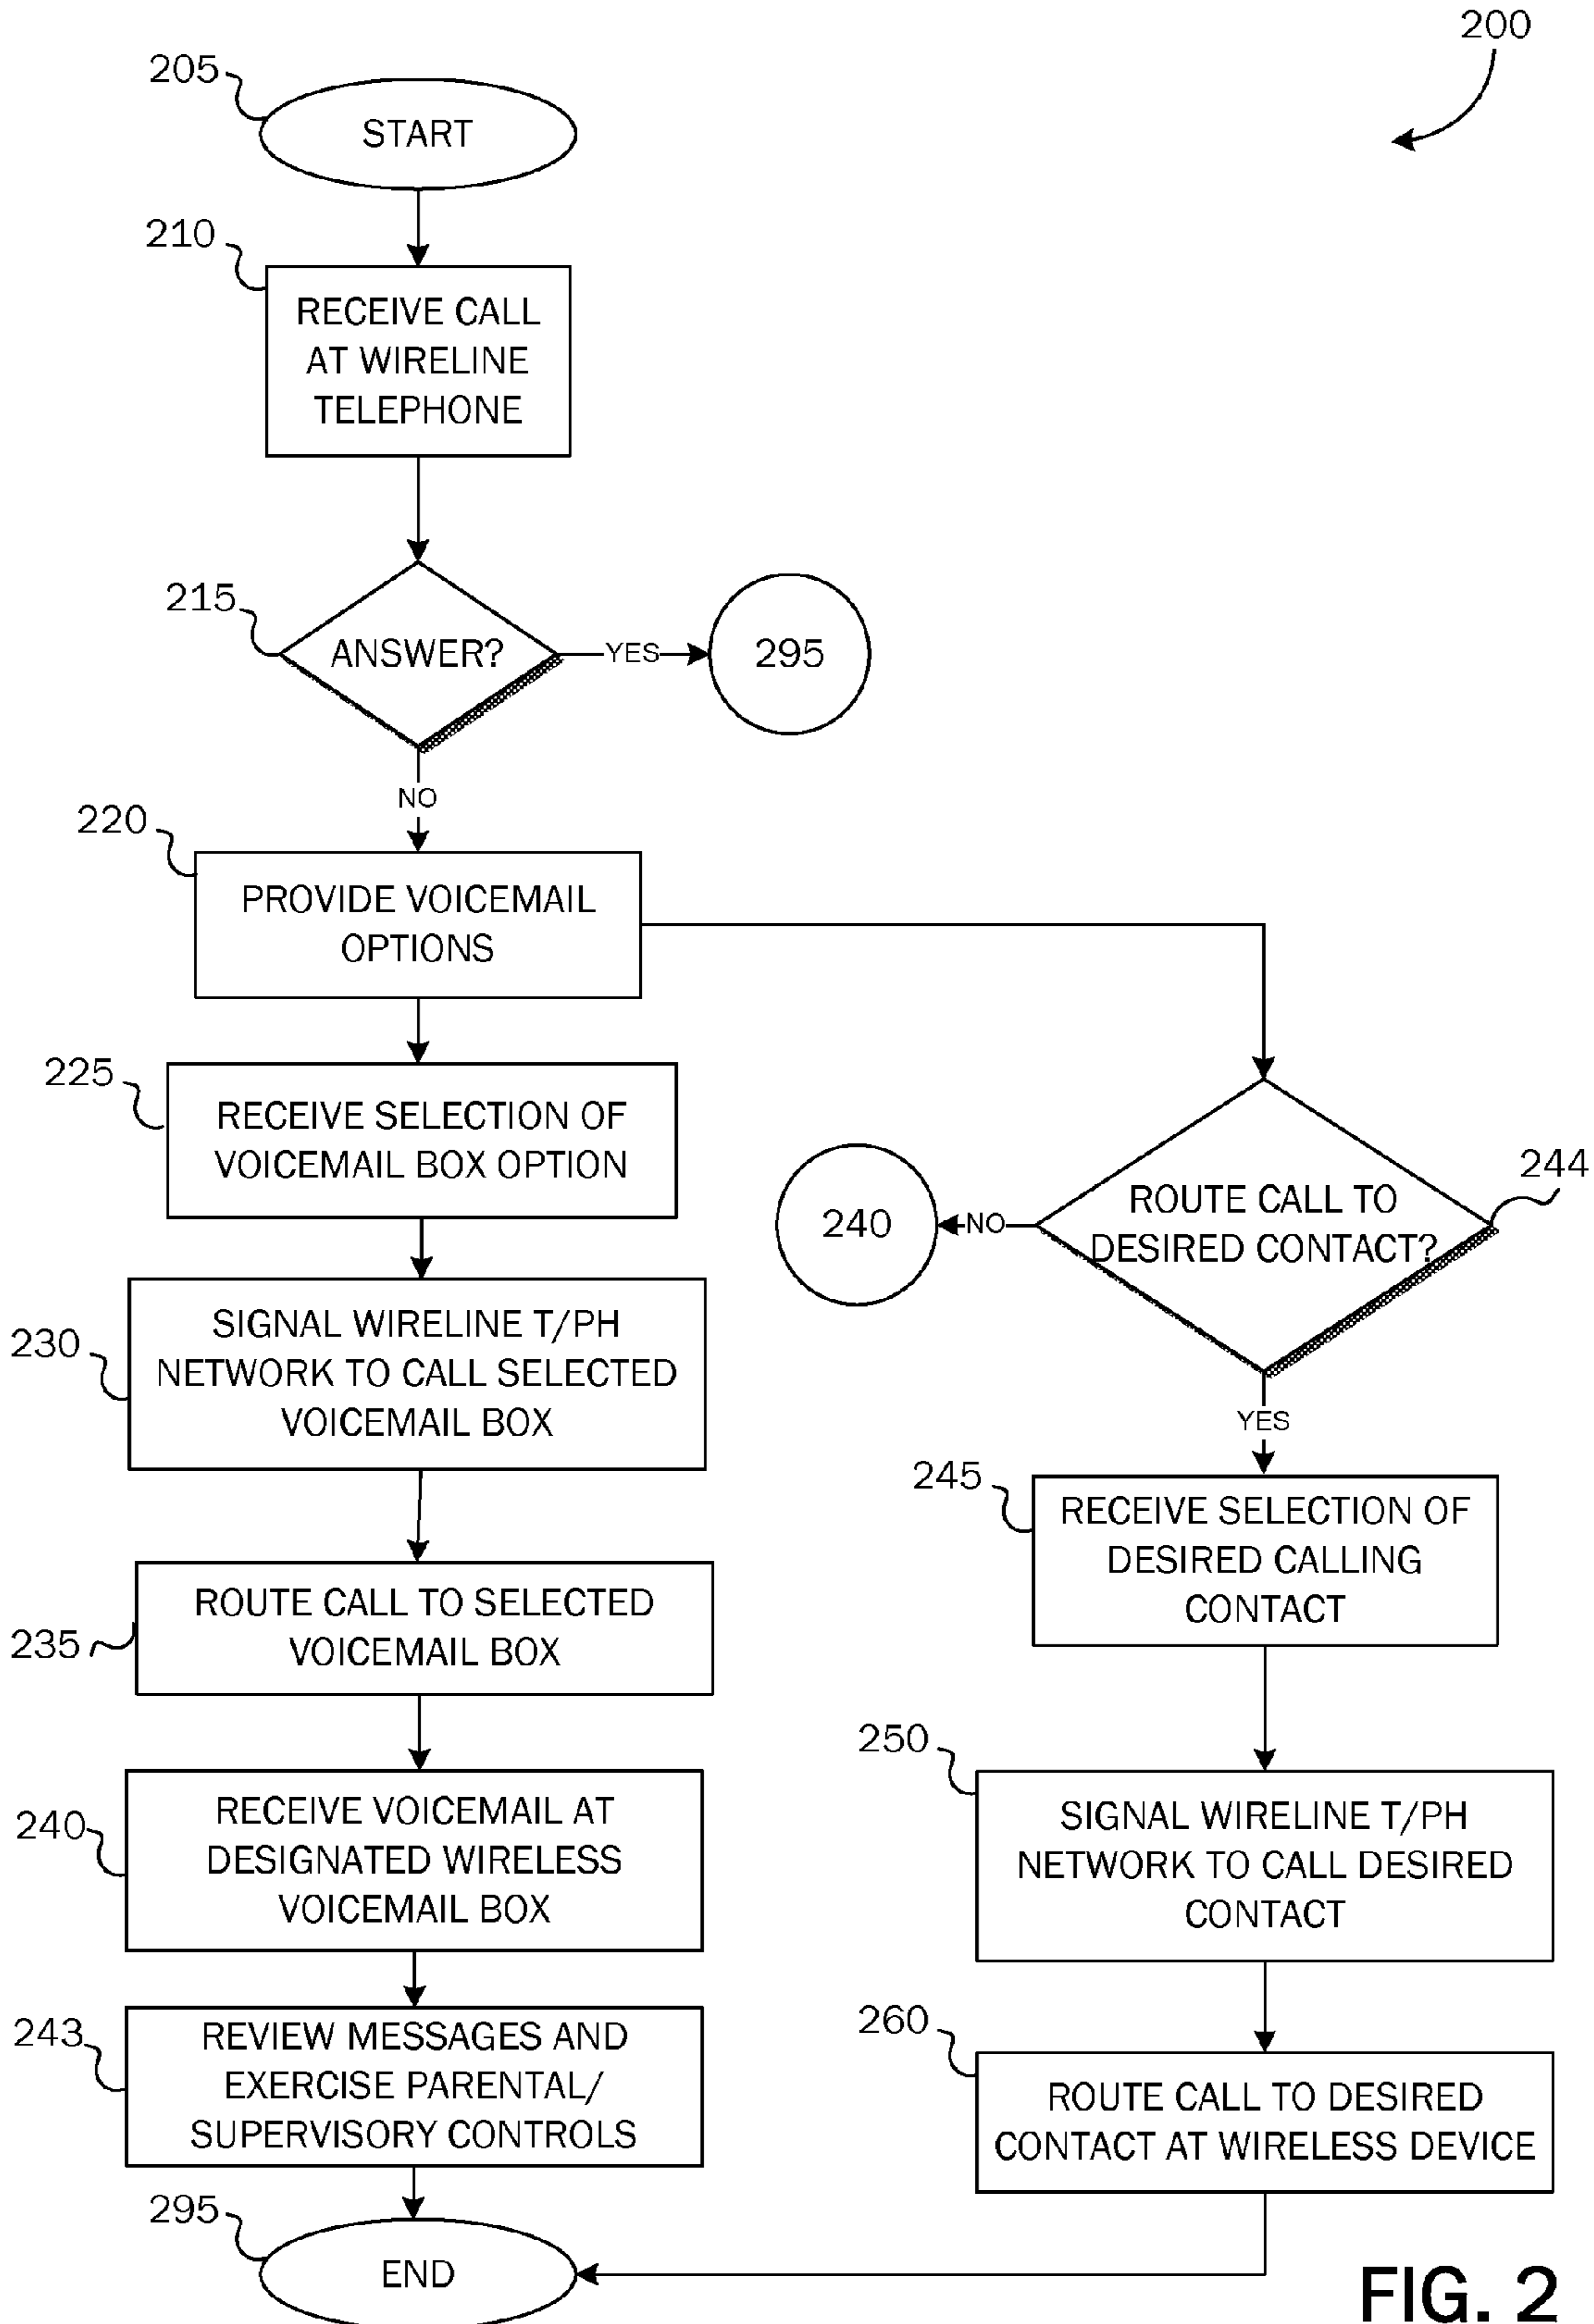 200
205
START
210
RECEIVE CALL
AT WIRELINE
TELEPHONE
215
ANSWER?
YES
295
NO
220
PROVIDE VOICEMAIL
OPTIONS
225
RECEIVE SELECTION OF
VOICEMAIL BOX OPTION
230
SIGNAL WIRELINE T/PH
NETWORK TO CALL SELECTED
VOICEMAIL BOX
235
ROUTE CALL TO SELECTED
VOICEMAIL BOX
240
RECEIVE VOICEMAIL AT
DESIGNATED WIRELESS
VOICEMAIL BOX
243
REVIEW MESSAGES AND
EXERCISE PARENTAL/
SUPERVISORY CONTROLS
295
END
244
ROUTE CALL TO
DESIRED CONTACT?
NO
240
YES
245
RECEIVE SELECTION OF
DESIRED CALLING
CONTACT
250
SIGNAL WIRELINE T/PH
NETWORK TO CALL DESIRED
CONTACT
260
ROUTE CALL TO DESIRED
CONTACT AT WIRELESS DEVICE
FIG. 2